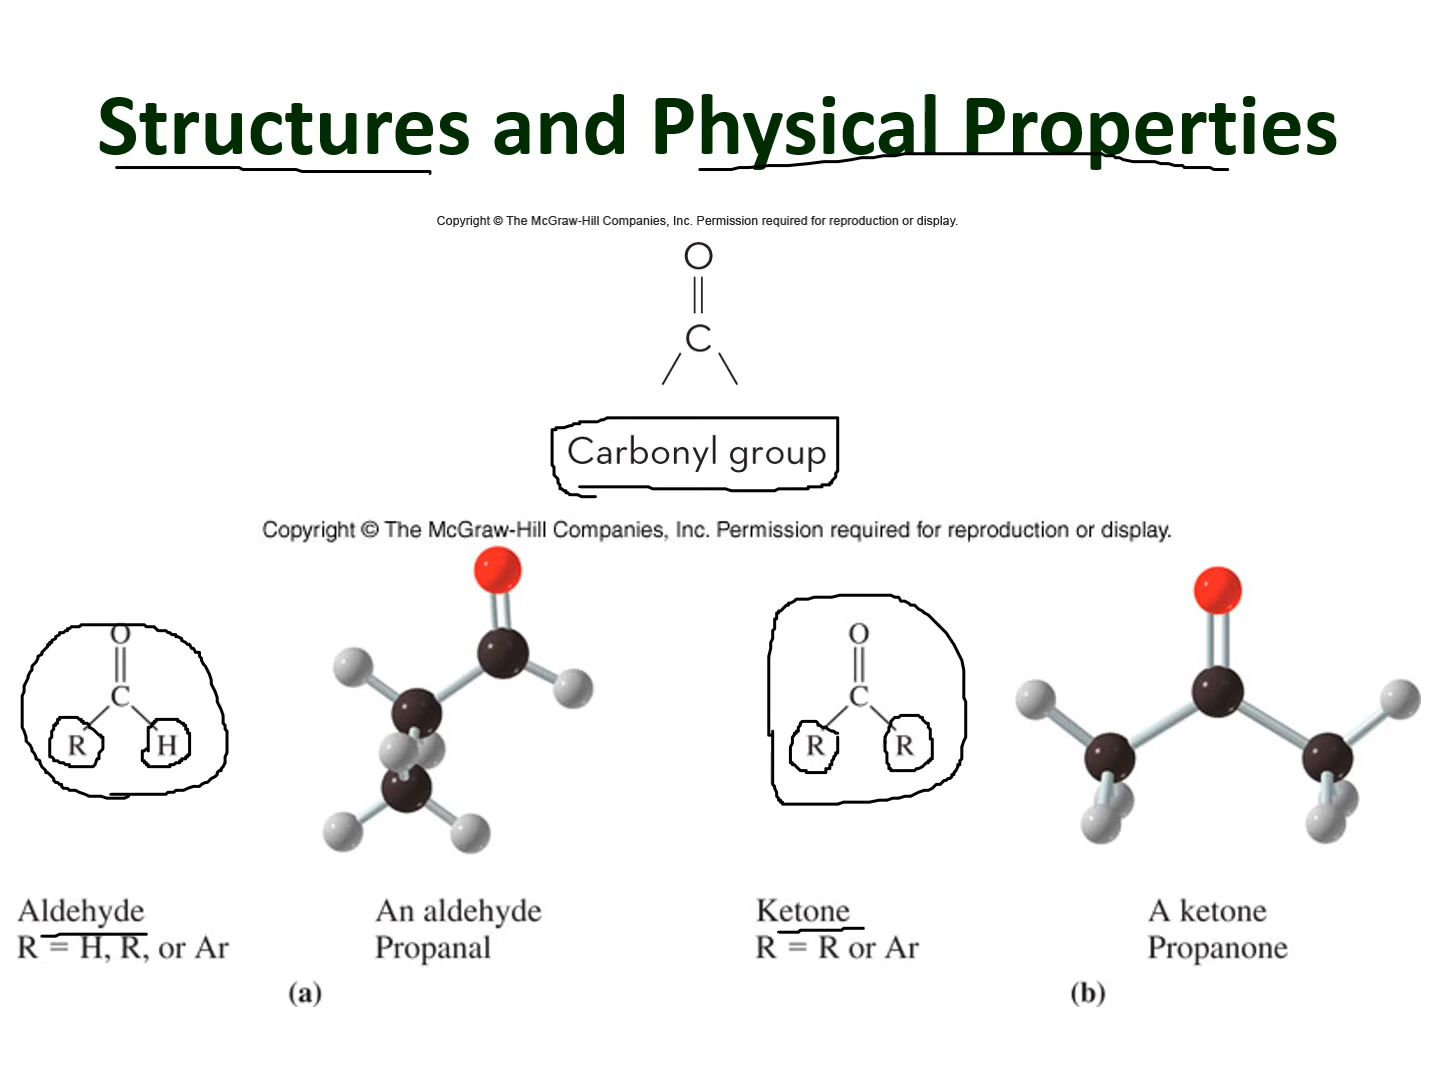 Structures and Physical Properties
Copyright © The McGraw-Hill Companies, Inc. Permission required for reproduction or display.
O
C
Carbonyl group
Copyright © The McGraw-Hill Companies, Inc. Permission required for reproduction or display.
O
C
R H
Aldehyde
R = H, R, or Ar
An aldehyde
Propanal
(a)
O
C
R R
Ketone
R = R or Ar
A ketone
Propanone
(b)